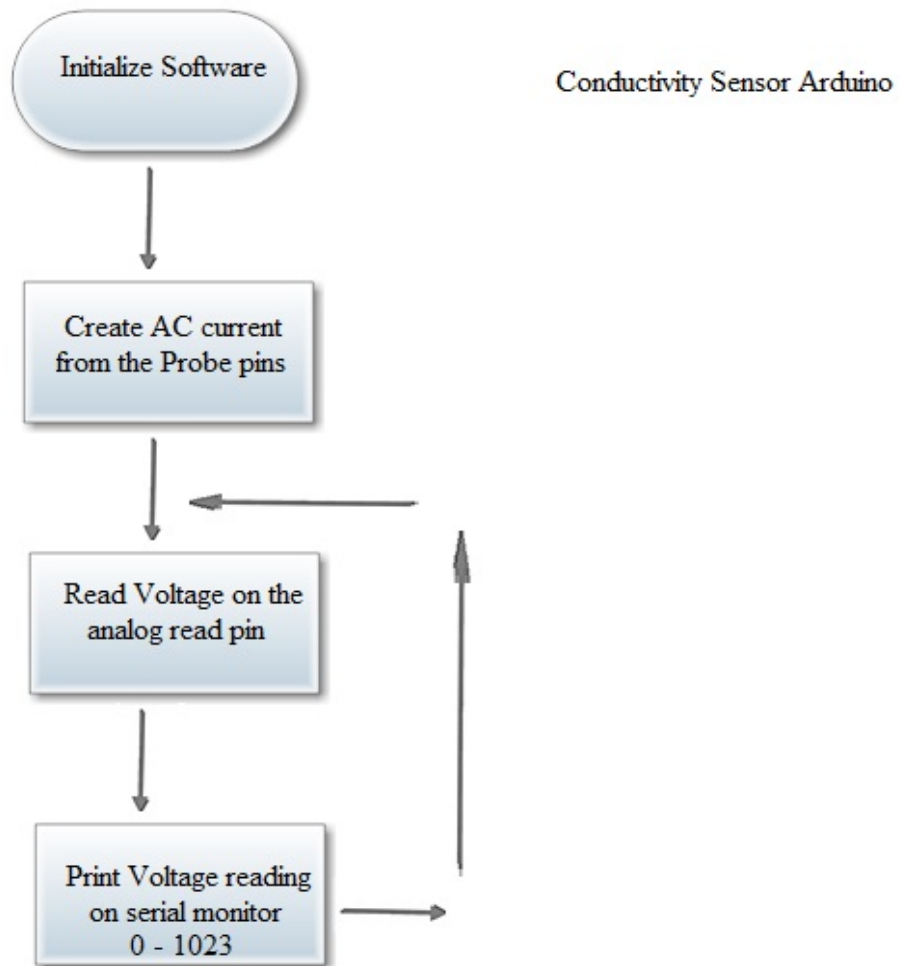 Initialize Software
Conductivity Sensor Arduino
Create AC current
from the Probe pins
Read Voltage on the
analog read pin
Print Voltage reading
on serial monitor
0 - 1023